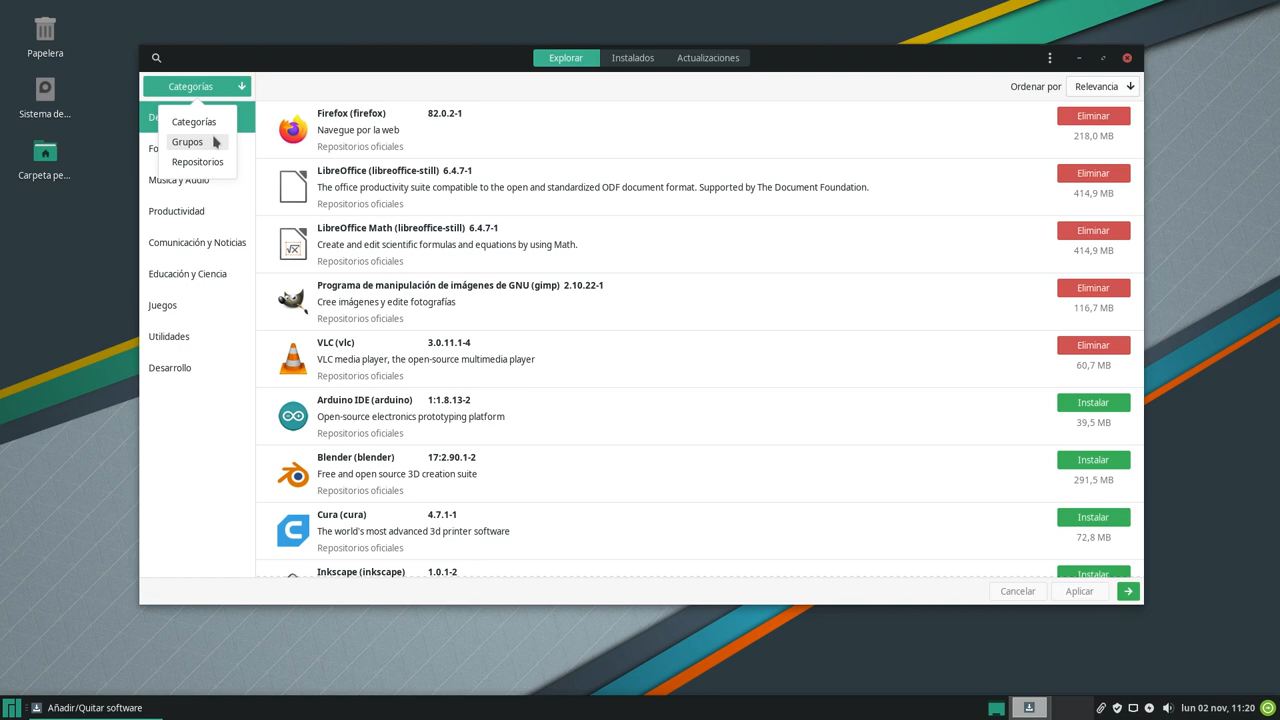 Papelera
Sistema de...
Carpeta pe...
Explorar
Instalados
Actualizaciones
Categorías
Ordenar por
Relevancia
Categorías
Grupos
Repositorios
De
Fo
Música y Audio
Productividad
Comunicación y Noticias
Educación y Ciencia
Juegos
Utilidades
Desarrollo
Firefox (firefox) 82.0.2-1
Navegue por la web
Repositorios oficiales
Eliminar
218,0 MB
LibreOffice (libreoffice-still) 6.4.7-1
The office productivity suite compatible to the open and standardized ODF document format. Supported by The Document Foundation.
Repositorios oficiales
Eliminar
414,9 MB
LibreOffice Math (libreoffice-still) 6.4.7-1
Create and edit scientific formulas and equations by using Math.
Repositorios oficiales
Eliminar
414,9 MB
Programa de manipulación de imágenes de GNU (gimp) 2.10.22-1
Cree imágenes y edite fotografías
Repositorios oficiales
Eliminar
116,7 MB
VLC (vlc) 3.0.11.1-4
VLC media player, the open-source multimedia player
Repositorios oficiales
Eliminar
60,7 MB
Arduino IDE (arduino) 1:1.8.13-2
Open-source electronics prototyping platform
Repositorios oficiales
Instalar
39,5 MB
Blender (blender) 17:2.90.1-2
Free and open source 3D creation suite
Repositorios oficiales
Instalar
291,5 MB
Cura (cura) 4.7.1-1
The world's most advanced 3d printer software
Repositorios oficiales
Instalar
72,8 MB
Inkscape (inkscape) 1.0.1-2
Instalar
Cancelar
Aplicar
Añadir/Quitar software
lun 02 nov, 11:20